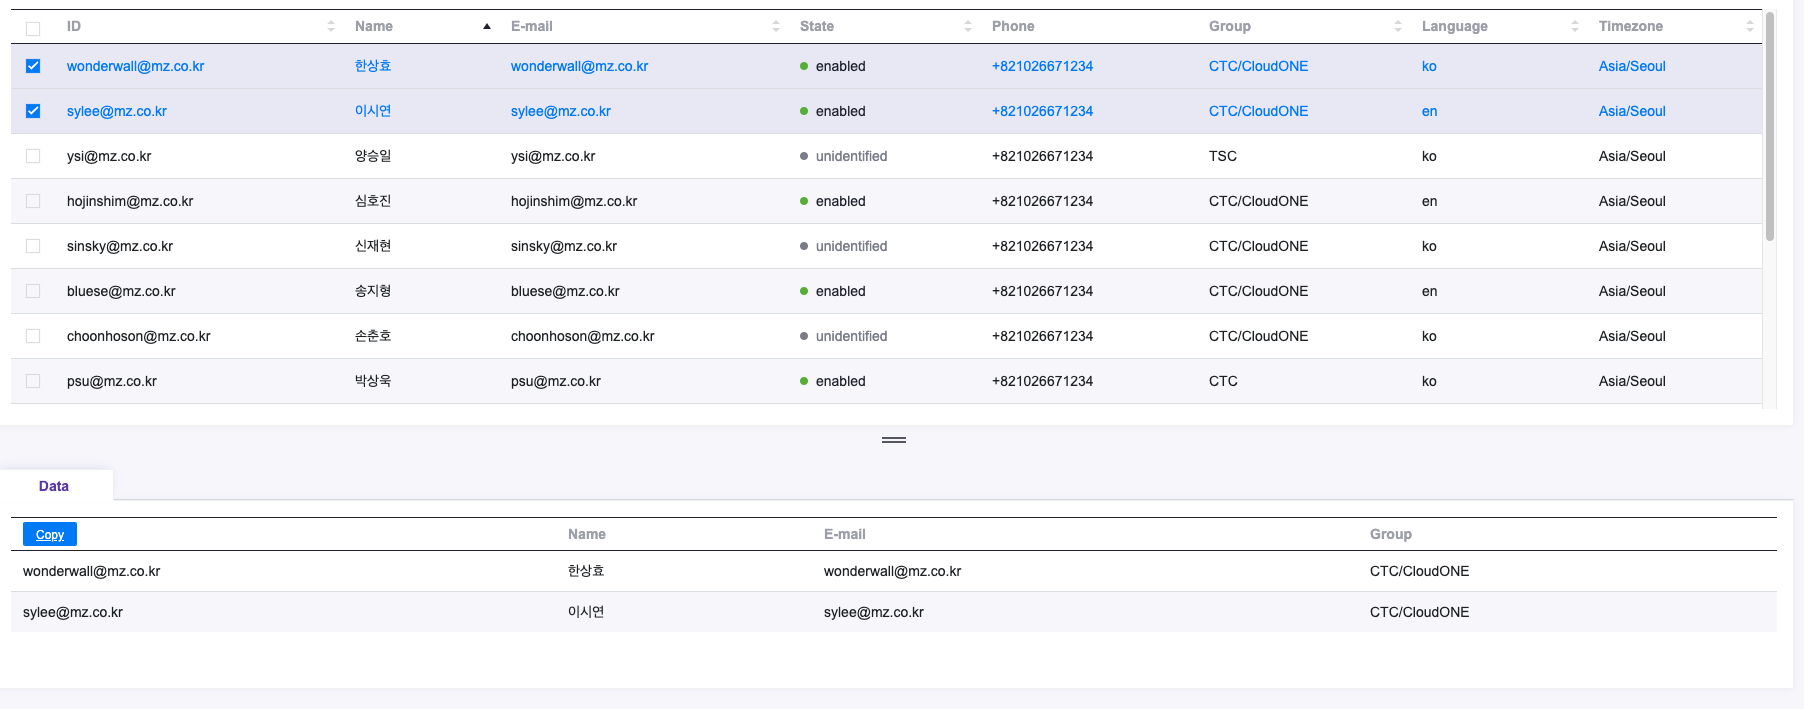 ID Name E-mail State Phone Group Language Timezone
wonderwall@mz.co.kr 한상효 wonderwall@mz.co.kr enabled +821026671234 CTC/CloudONE ko Asia/Seoul
sylee@mz.co.kr 이시연 sylee@mz.co.kr enabled +821026671234 CTC/CloudONE en Asia/Seoul
ysi@mz.co.kr 양승일 ysi@mz.co.kr unidentified +821026671234 TSC ko Asia/Seoul
hojinshim@mz.co.kr 심호진 hojinshim@mz.co.kr enabled +821026671234 CTC/CloudONE en Asia/Seoul
sinsky@mz.co.kr 신재현 sinsky@mz.co.kr unidentified +821026671234 CTC/CloudONE ko Asia/Seoul
bluese@mz.co.kr 송지형 bluese@mz.co.kr enabled +821026671234 CTC/CloudONE en Asia/Seoul
choonhoson@mz.co.kr 손춘호 choonhoson@mz.co.kr unidentified +821026671234 CTC/CloudONE ko Asia/Seoul
psu@mz.co.kr 박상욱 psu@mz.co.kr enabled +821026671234 CTC ko Asia/Seoul
Data
Copy Name E-mail Group
wonderwall@mz.co.kr 한상효 wonderwall@mz.co.kr CTC/CloudONE
sylee@mz.co.kr 이시연 sylee@mz.co.kr CTC/CloudONE